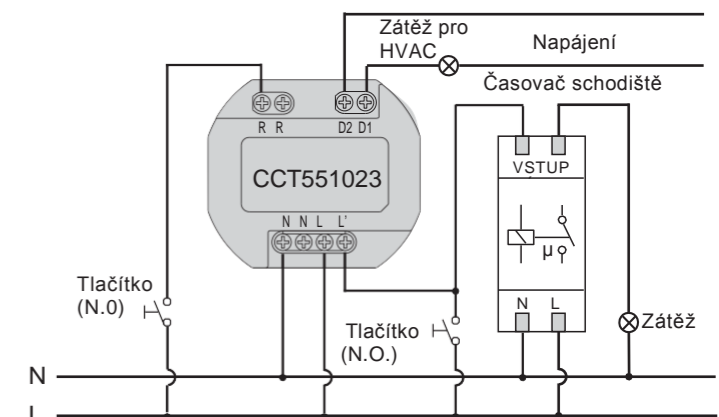 Zátěž pro
HVAC
Napájení
Časovač schodiště
R R
D2 D1
VSTUP
CCT551023
N N L L'
µ
Tlačítko
(N.0)
N L
Tlačítko
(N.O.)
Zátěž
N
L